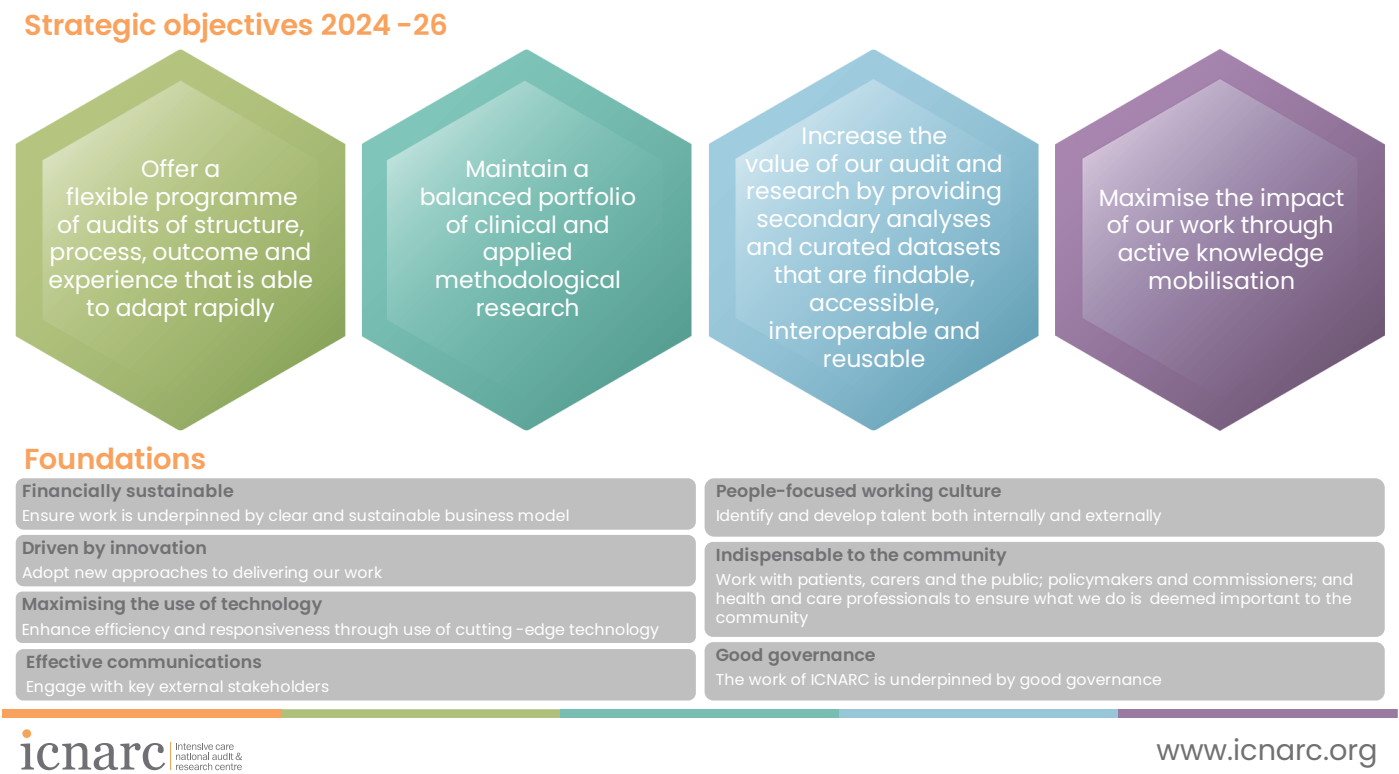 Strategic objectives 2024 -26
Offer a
flexible programme
of audits of structure,
process, outcome and
experience that is able
to adapt rapidly
Maintain a
balanced portfolio
of clinical and
applied
methodological
research
Increase the
value of our audit and
research by providing
secondary analyses
and curated datasets
that are findable,
accessible,
interoperable and
reusable
Maximise the impact
of our work through
active knowledge
mobilisation
Foundations
Financially sustainable
Ensure work is underpinned by clear and sustainable business model
Driven by innovation
Adopt new approaches to delivering our work
Maximising the use of technology
Enhance efficiency and responsiveness through use of cutting -edge technology
Effective communications
Engage with key external stakeholders
People-focused working culture
Identify and develop talent both internally and externally
Indispensable to the community
Work with patients, carers and the public; policymakers and commissioners; and
health and care professionals to ensure what we do is  deemed important to the
community
Good governance
The work of ICNARC is underpinned by good governance
icnarc
Intensive care
national audit &
research centre
www.icnarc.org